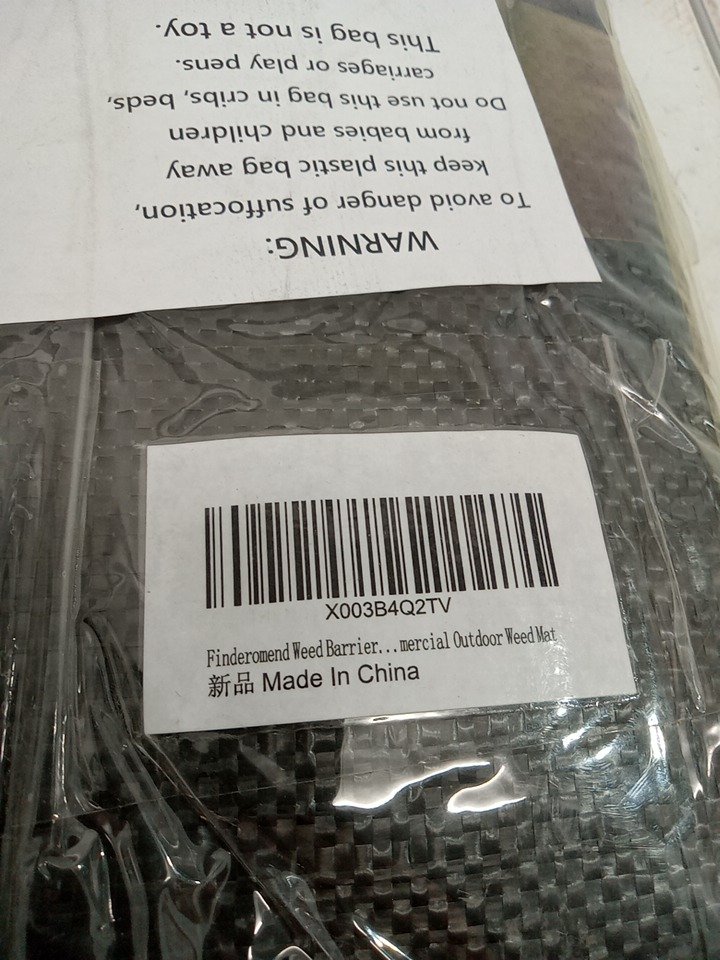 WARNING:
To avoid danger of suffocation,
keep this plastic bag away
from babies and children
Do not use this bag in cribs, beds,
carriages or play pens.
This bag is not a toy.
X003B4Q2TV
Finderomend Weed Barrier...mercial Outdoor Weed Mat
新品 Made In China